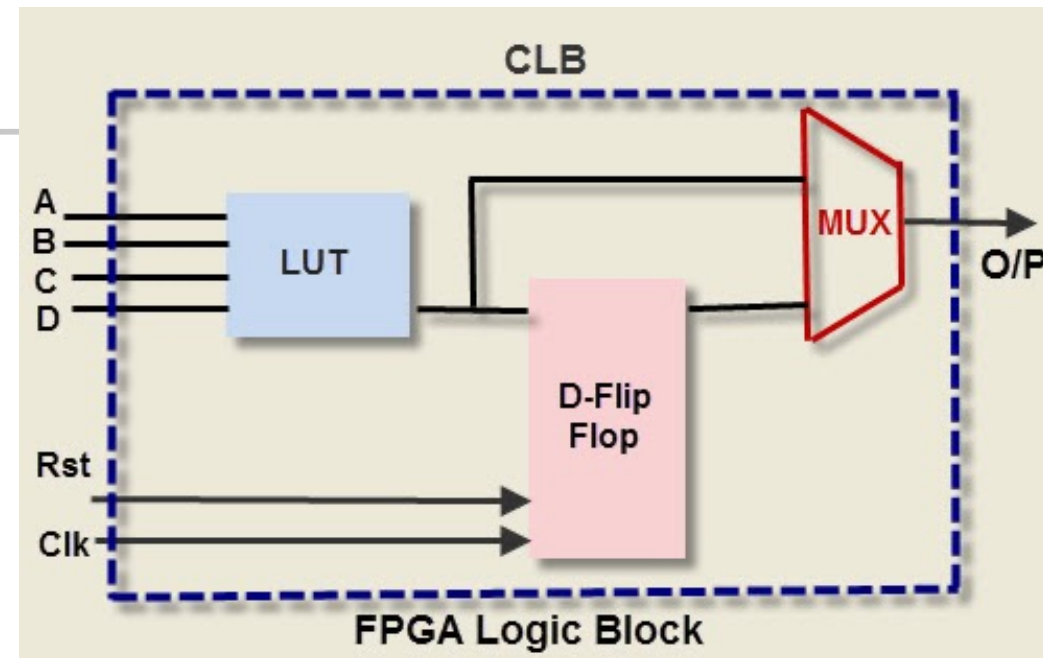 CLB
A
B
C
D
LUT
MUX
O/P
D-Flip
Flop
Rst
Clk
FPGA Logic Block